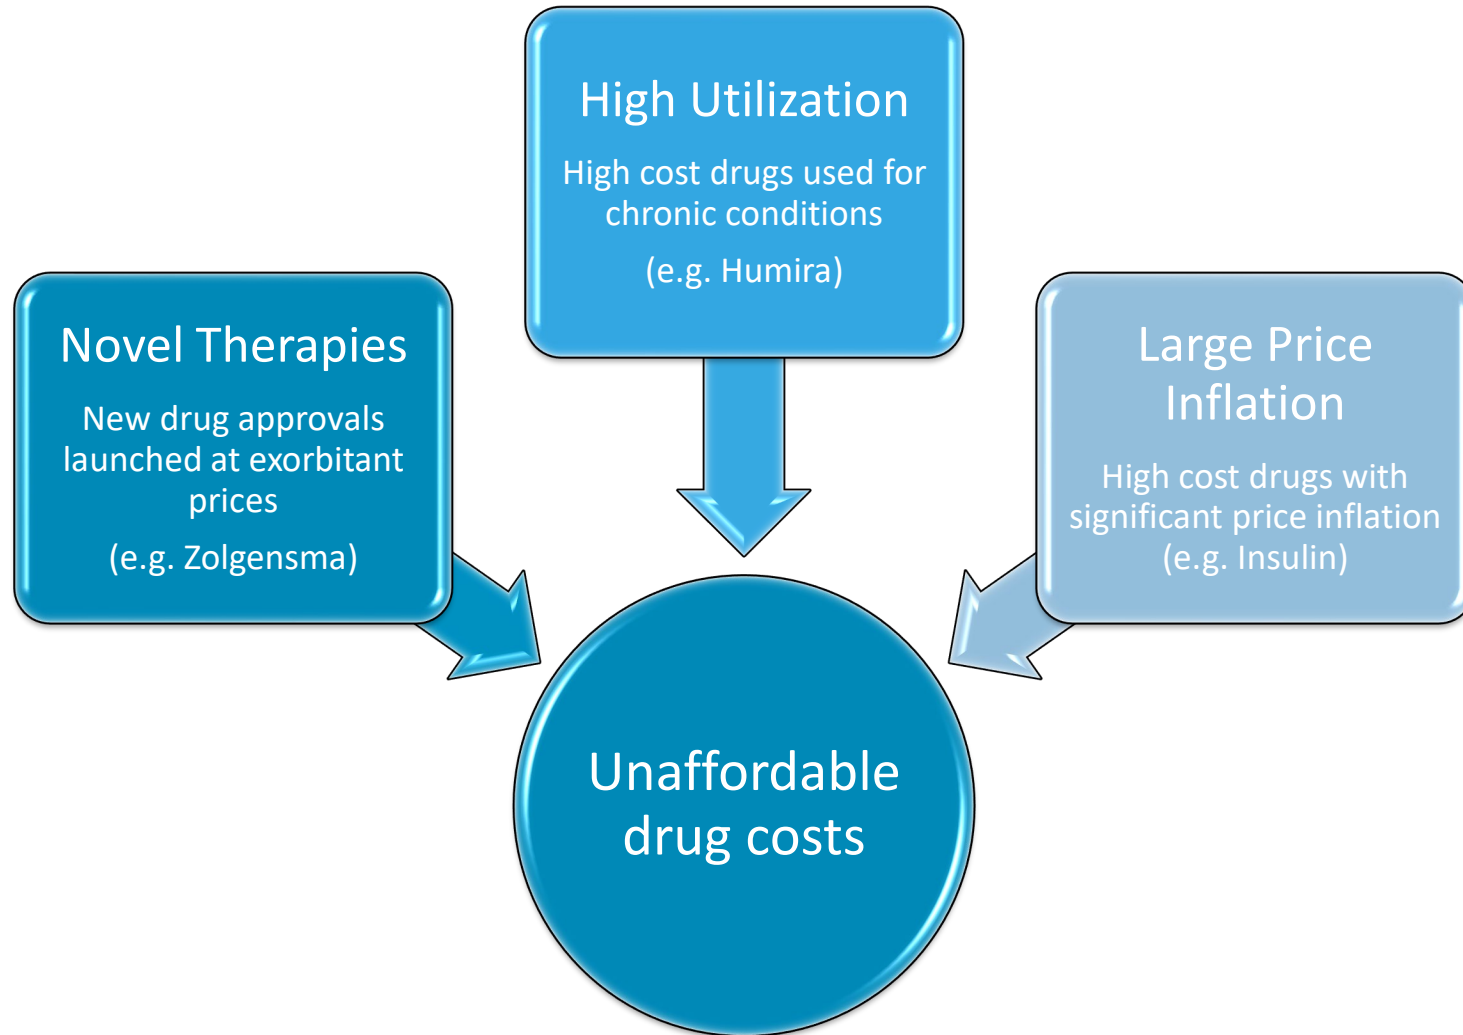 High Utilization
High cost drugs used for
chronic conditions
(e.g. Humira)
Novel Therapies
New drug approvals
launched at exorbitant
prices
(e.g. Zolgensma)
Large Price
Inflation
High cost drugs with
significant price inflation
(e.g. Insulin)
Unaffordable
drug costs